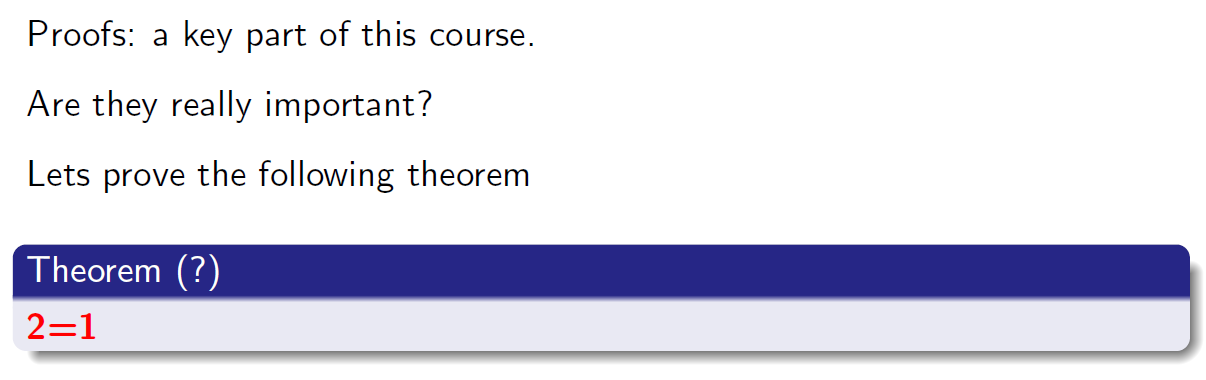 Proofs: a key part of this course.
Are they really important?
Lets prove the following theorem
Theorem (?)
2=1